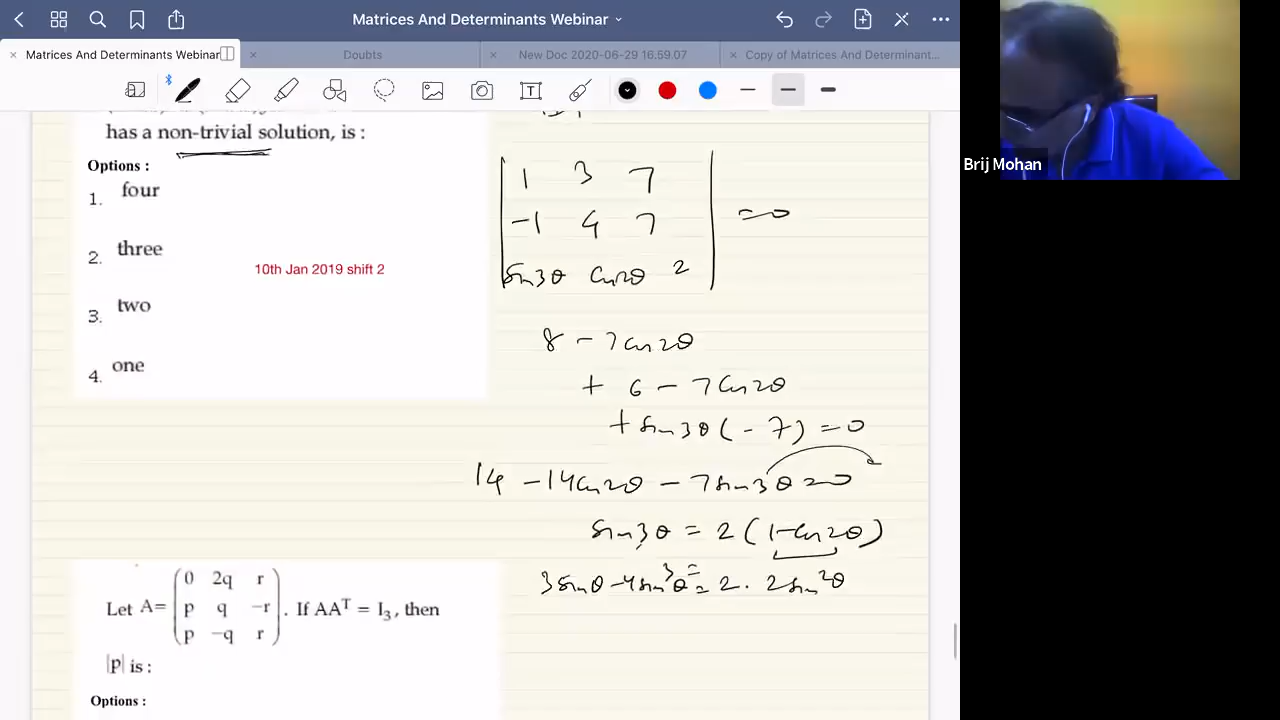 Matrices And Determinants Webinar
Matrices And Determinants Webinar
Doubts
New Doc 2020-06-29 16.59.07
Copy of Matrices And Determinant...
Brij Mohan
has a non-trivial solution, is :
Options :
1. four
2. three
10th Jan 2019 shift 2
3. two
4. one
1 3 7
-1 4 7 =0
sin3θ cos2θ 2
8 - 7cos2θ
+ 6 - 7cos2θ
+ sin3θ(-7) = 0
14 - 14cos2θ - 7sin3θ = 0
sin3θ = 2(1-cos2θ)
3sinθ - 4sin³θ = 2. 2sin²θ
0 2q r
Let A= p q -r . If AAᵀ = I₃, then
p -q r
|p| is :
Options :